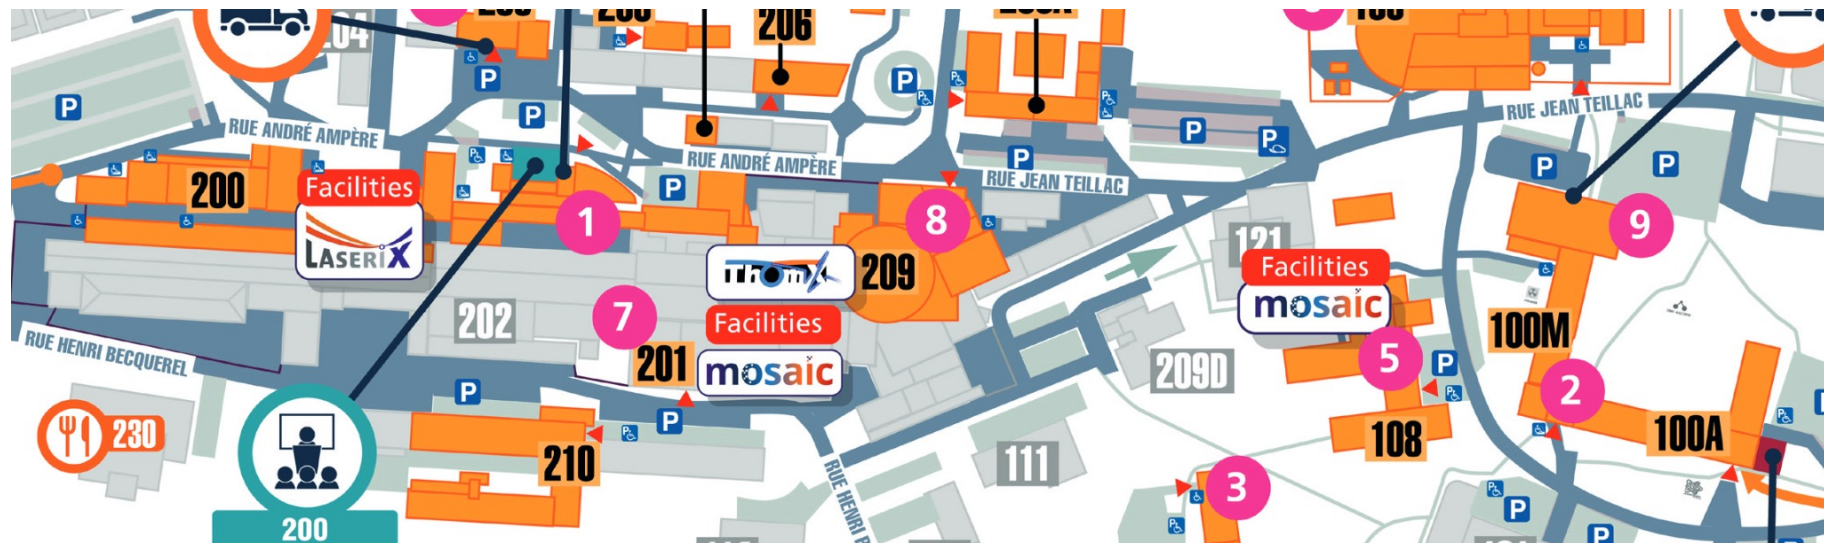 206
P
P
P
P
P
P
P
RUE JEAN TEILLAC
RUE ANDRÉ AMPÈRE
RUE ANDRÉ AMPÈRE
RUE JEAN TEILLAC
P
P
P
P
200
Facilities
LASERIX
1
8
9
121
Facilities
mosaic
ThomX
209
202
7
Facilities
201
mosaic
RUE HENRI BECQUEREL
100M
5
P
209D
2
P
P
230
210
111
108
100A
3
P
P
200
RUE HENRI